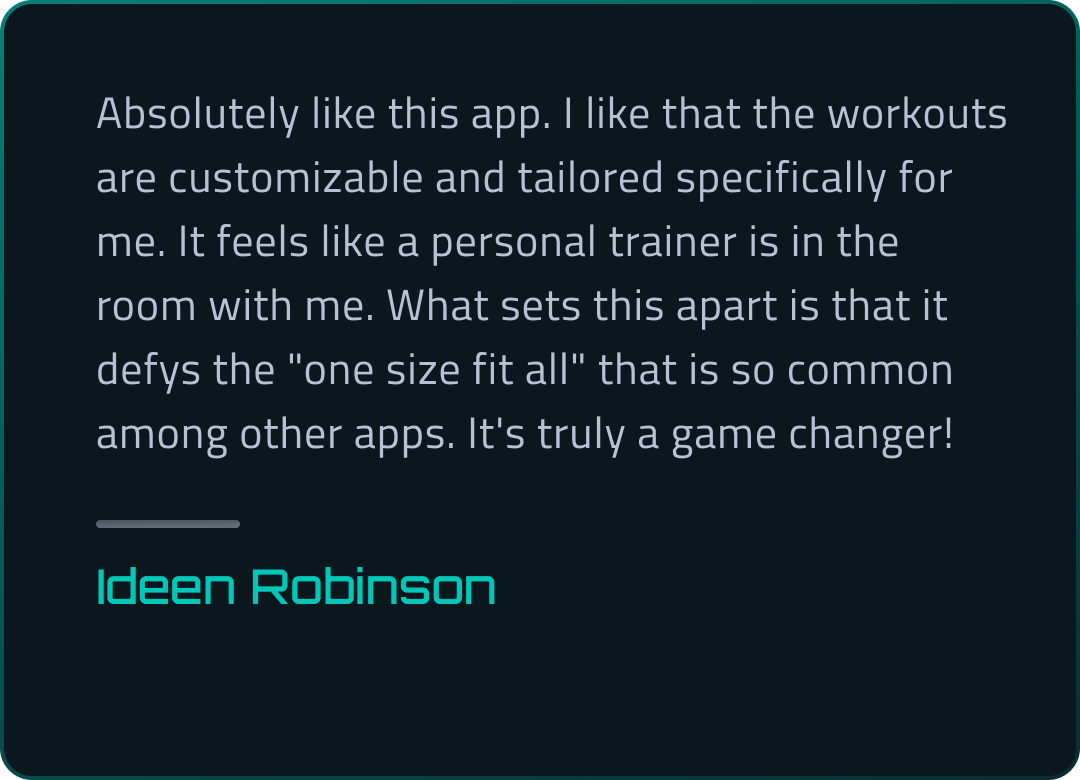 Absolutely like this app. I like that the workouts
are customizable and tailored specifically for
me. It feels like a personal trainer is in the
room with me. What sets this apart is that it
defys the "one size fit all" that is so common
among other apps. It's truly a game changer!
Ideen Robinson